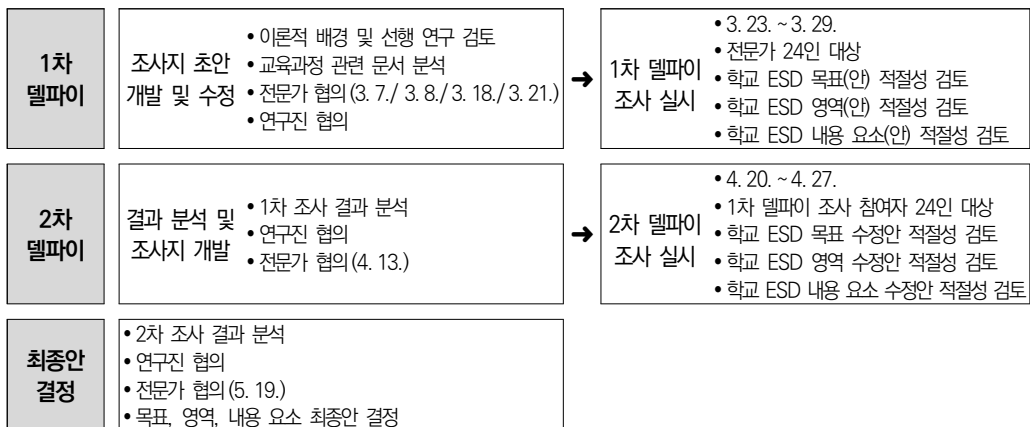 1차
델파이
조사지 초안
개발 및 수정
• 이론적 배경 및 선행 연구 검토
• 교육과정 관련 문서 분석
• 전문가 협의(3. 7./ 3. 8./ 3. 18./ 3. 21.)
• 연구진 협의
➜
1차 델파이
조사 실시
• 3. 23. ~ 3. 29.
• 전문가 24인 대상
• 학교 ESD 목표(안) 적절성 검토
• 학교 ESD 영역(안) 적절성 검토
• 학교 ESD 내용 요소(안) 적절성 검토
2차
델파이
결과 분석 및
조사지 개발
• 1차 조사 결과 분석
• 연구진 협의
• 전문가 협의(4. 13.)
➜
2차 델파이
조사 실시
• 4. 20. ~ 4. 27.
• 1차 델파이 조사 참여자 24인 대상
• 학교 ESD 목표 수정안 적절성 검토
• 학교 ESD 영역 수정안 적절성 검토
• 학교 ESD 내용 요소 수정안 적절성 검토
최종안
결정
• 2차 조사 결과 분석
• 연구진 협의
• 전문가 협의(5. 19.)
• 목표, 영역, 내용 요소 최종안 결정